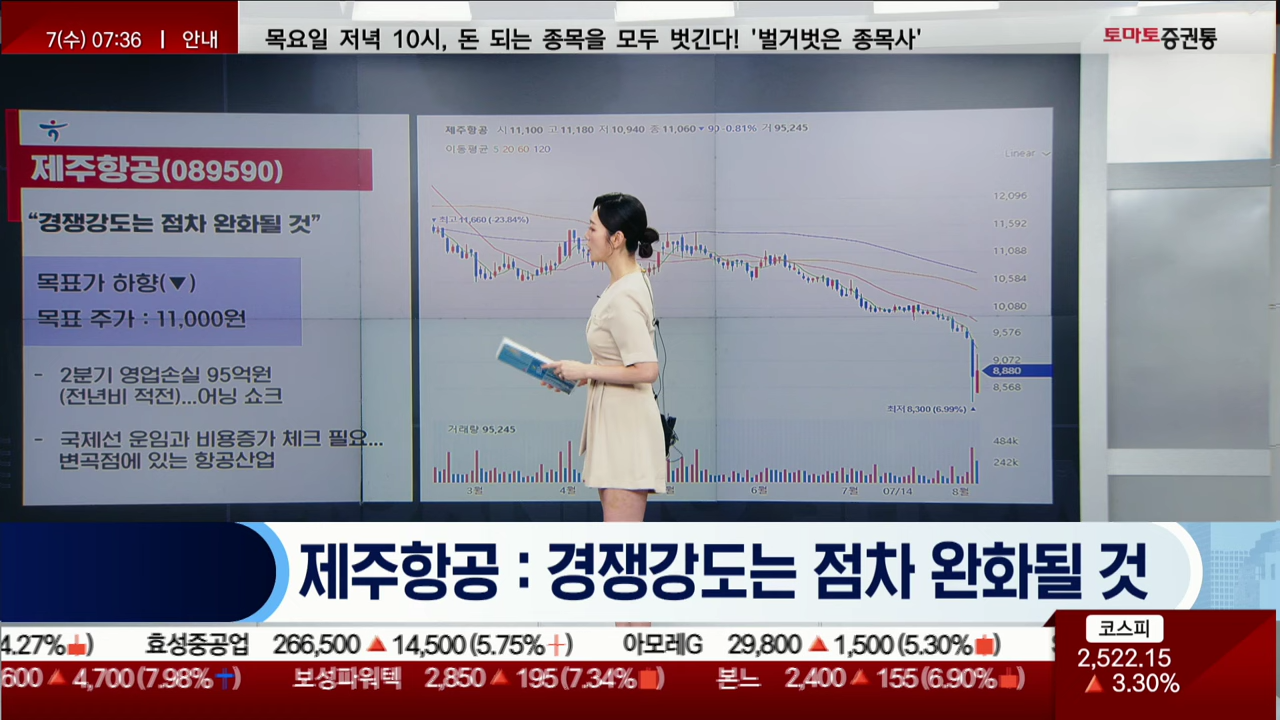 7(수) 07:36 | 안내
목요일 저녁 10시, 돈 되는 종목을 모두 벗긴다! '벌거벗은 종목사'
토마토증권통
제주항공(089590)
“경쟁강도는 점차 완화될 것”
목표가 하향(▼)
목표 주가 : 11,000원
- 2분기 영업손실 95억원
(전년비 적전)...어닝 쇼크
- 국제선 운임과 비용증가 체크 필요...
변곡점에 있는 항공산업
제주항공 시 11,100 고 11,180 저 10,940 종 11,060 ▼ 90 -0.81% 거 95,245
이동평균 5 20 60 120
Linear
▼ 최고 11,660 (-23.84%)
12,096
11,592
11,088
10,584
10,080
9,576
9,072
8,880
8,568
최저 8,300 (6.99%) ▲
거래량 95,245
484k
242k
3월 4월 6월 7월 07/14 8월
제주항공 : 경쟁강도는 점차 완화될 것
4.27% ) 효성중공업 266,500 ▲ 14,500 (5.75% ) 아모레G 29,800 ▲ 1,500 (5.30% )
600 ▲ 4,700 (7.98% ) 보성파워텍 2,850 ▲ 195 (7.34% ) 본느 2,400 ▲ 155 (6.90% )
코스피
2,522.15
▲ 3.30%